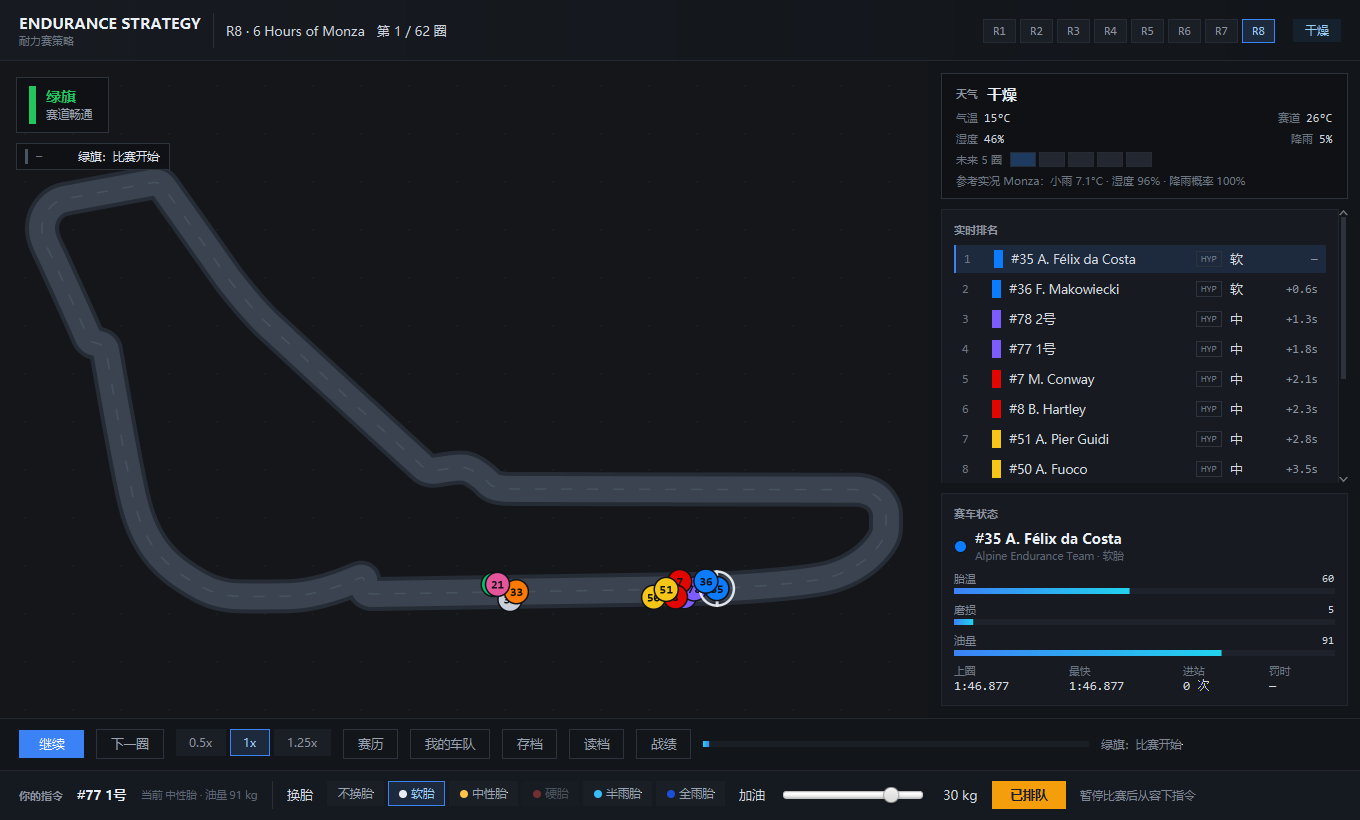 ENDURANCE STRATEGY
耐力赛策略
R8 · 6 Hours of Monza 第 1 / 62 圈
R1 R2 R3 R4 R5 R6 R7 R8 干燥
绿旗
赛道畅通
– 绿旗：比赛开始
21
33
51
36
天气 干燥
气温 15°C 赛道 26°C
湿度 46% 降雨 5%
未来 5 圈
参考实况 Monza：小雨 7.1°C · 湿度 96% · 降雨概率 100%
实时排名
1 #35 A. Félix da Costa HYP 软 —
2 #36 F. Makowiecki HYP 软 +0.6s
3 #78 2号 HYP 中 +1.3s
4 #77 1号 HYP 中 +1.8s
5 #7 M. Conway HYP 中 +2.1s
6 #8 B. Hartley HYP 中 +2.3s
7 #51 A. Pier Guidi HYP 中 +2.8s
8 #50 A. Fuoco HYP 中 +3.5s
赛车状态
#35 A. Félix da Costa
Alpine Endurance Team · 软胎
胎温 60
磨损 5
油量 91
上圈 最快 进站 罚时
1:46.877 1:46.877 0 次 —
继续 下一圈 0.5x 1x 1.25x 赛历 我的车队 存档 读档 战绩 绿旗：比赛开始
你的指令 #77 1号 当前 中性胎 · 油量 91 kg 换胎 不换胎 软胎 中性胎 硬胎 半雨胎 全雨胎 加油 30 kg 已排队 暂停比赛后从容下指令